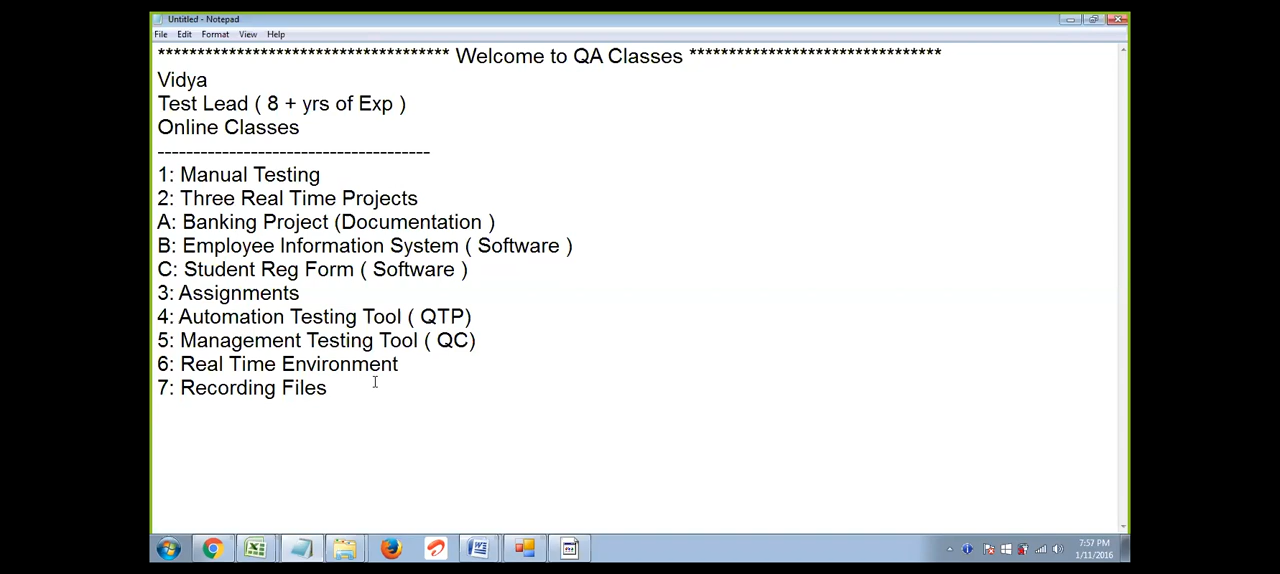 Untitled - Notepad
File Edit Format View Help
************************************* Welcome to QA Classes ********************************
Vidya
Test Lead ( 8 + yrs of Exp )
Online Classes
-------------------------------------
1: Manual Testing
2: Three Real Time Projects
A: Banking Project (Documentation )
B: Employee Information System ( Software )
C: Student Reg Form ( Software )
3: Assignments
4: Automation Testing Tool ( QTP)
5: Management Testing Tool ( QC)
6: Real Time Environment
7: Recording Files
7:57 PM
1/11/2016